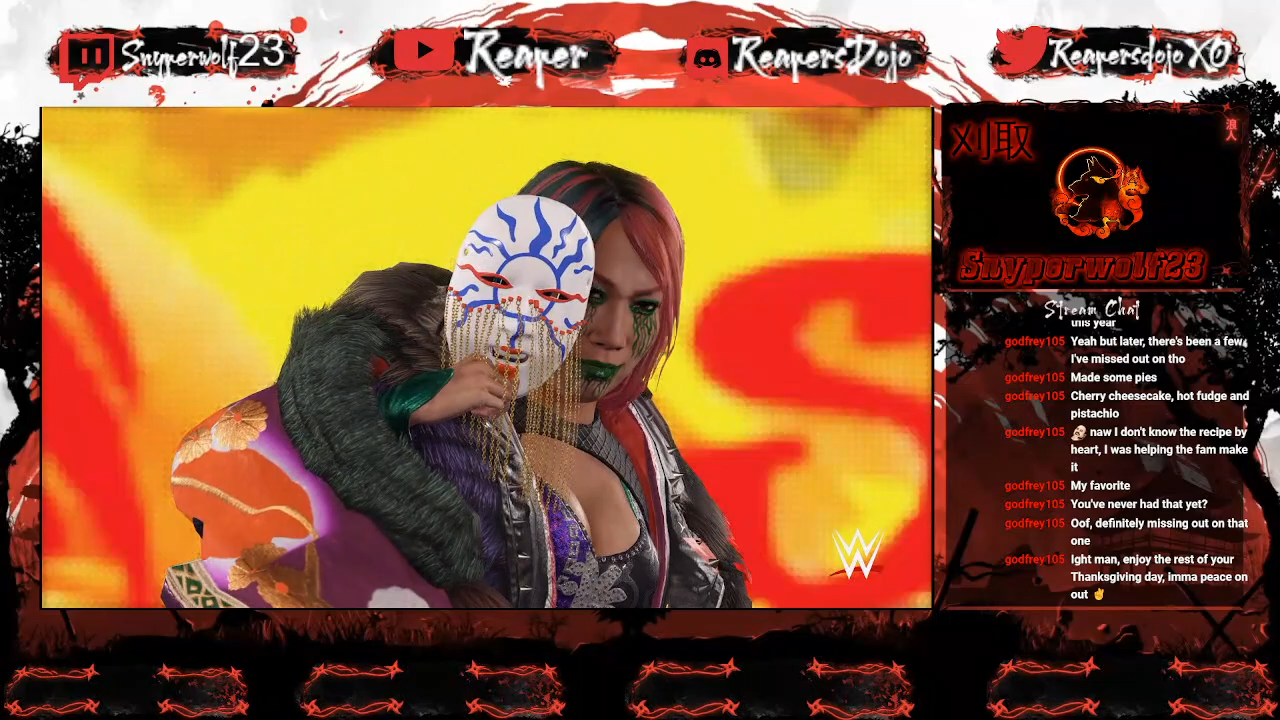 Snyperwolf23
Reaper
ReapersDojo
ReapersdojoXO
刈取
浪人
Snyperwolf23
Stream Chat
this year
godfrey105 Yeah but later, there's been a few
I've missed out on tho
godfrey105 Made some pies
godfrey105 Cherry cheesecake, hot fudge and
pistachio
godfrey105 naw I don't know the recipe by
heart, I was helping the fam make
it
godfrey105 My favorite
godfrey105 You've never had that yet?
godfrey105 Oof, definitely missing out on that
one
godfrey105 Ight man, enjoy the rest of your
Thanksgiving day, imma peace on
out ✌
S
W